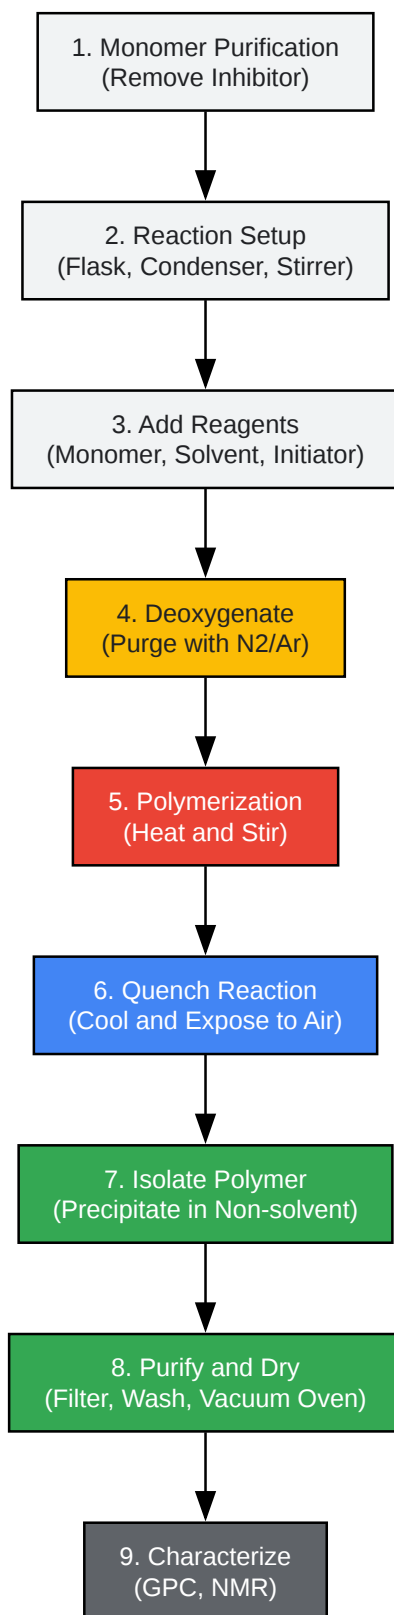 1. Monomer Purification
(Remove Inhibitor)
2. Reaction Setup
(Flask, Condenser, Stirrer)
3. Add Reagents
(Monomer, Solvent, Initiator)
4. Deoxygenate
(Purge with N2/Ar)
5. Polymerization
(Heat and Stir)
6. Quench Reaction
(Cool and Expose to Air)
7. Isolate Polymer
(Precipitate in Non-solvent)
8. Purify and Dry
(Filter, Wash, Vacuum Oven)
9. Characterize
(GPC, NMR)